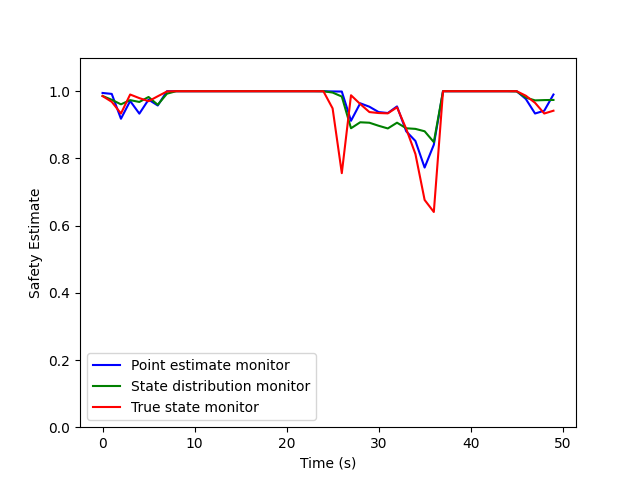 1.0
0.8
0.6
0.4
0.2
0.0
Safety Estimate
Point estimate monitor
State distribution monitor
True state monitor
0 10 20 30 40 50
Time (s)